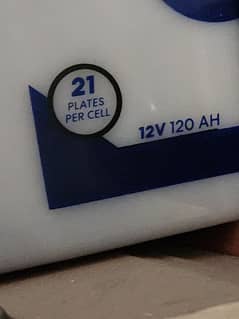 21
PLATES
PER CELL
12V 120 AH